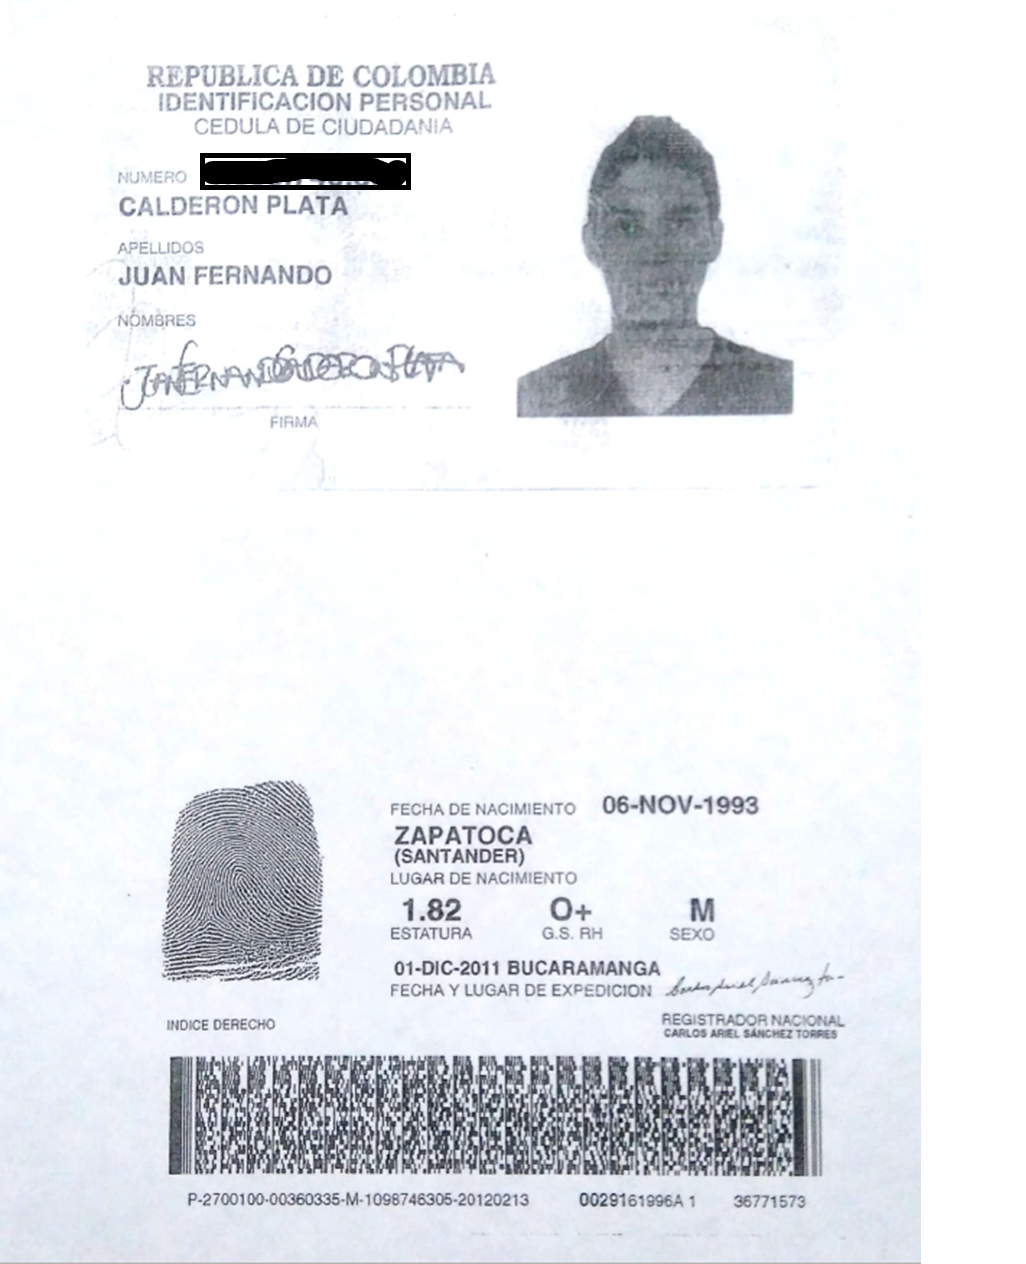 REPUBLICA DE COLOMBIA
IDENTIFICACION PERSONAL
CEDULA DE CIUDADANIA
NUMERO
CALDERON PLATA
APELLIDOS
JUAN FERNANDO
NOMBRES
FIRMA
FECHA DE NACIMIENTO 06-NOV-1993
ZAPATOCA
(SANTANDER)
LUGAR DE NACIMIENTO
1.82 O+ M
ESTATURA G.S. RH SEXO
01-DIC-2011 BUCARAMANGA
FECHA Y LUGAR DE EXPEDICION
INDICE DERECHO
REGISTRADOR NACIONAL
CARLOS ARIEL SÁNCHEZ TORRES
P-2700100-00360335-M-1098746305-20120213 0029161996A 1 36771573